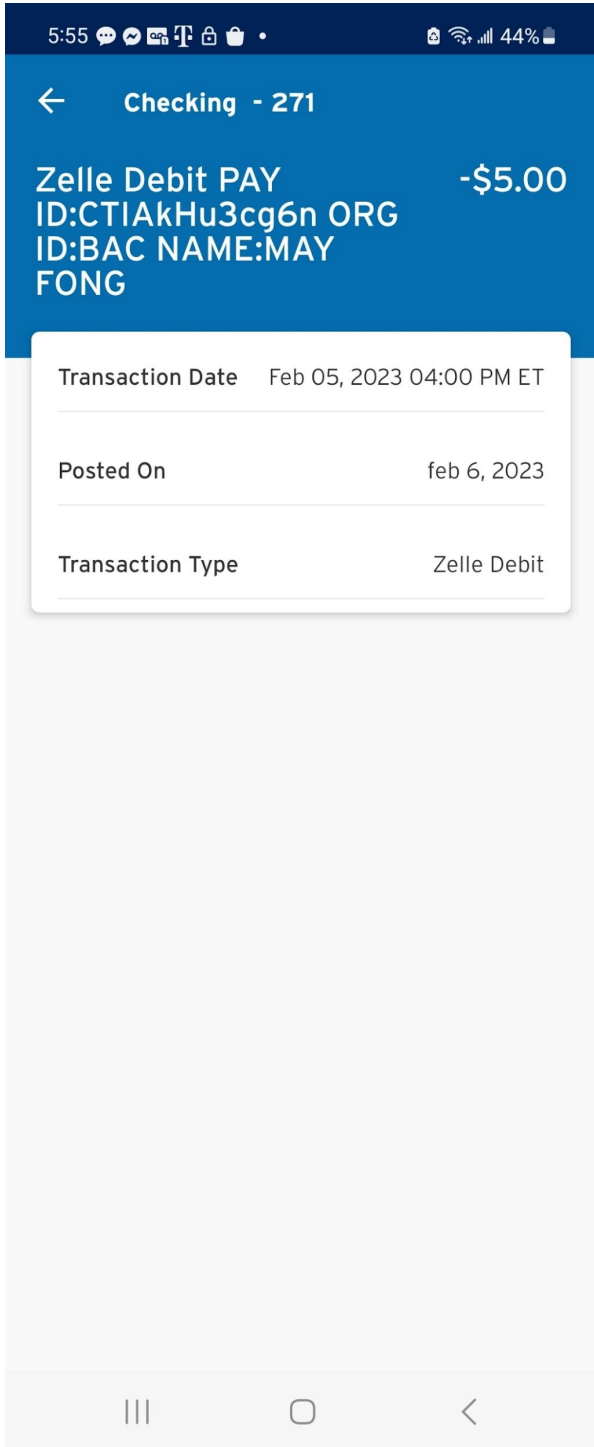 5:55 44%
Checking - 271
Zelle Debit PAY -$5.00
ID:CTIAkHu3cg6n ORG
ID:BAC NAME:MAY
FONG
Transaction Date Feb 05, 2023 04:00 PM ET
Posted On feb 6, 2023
Transaction Type Zelle Debit